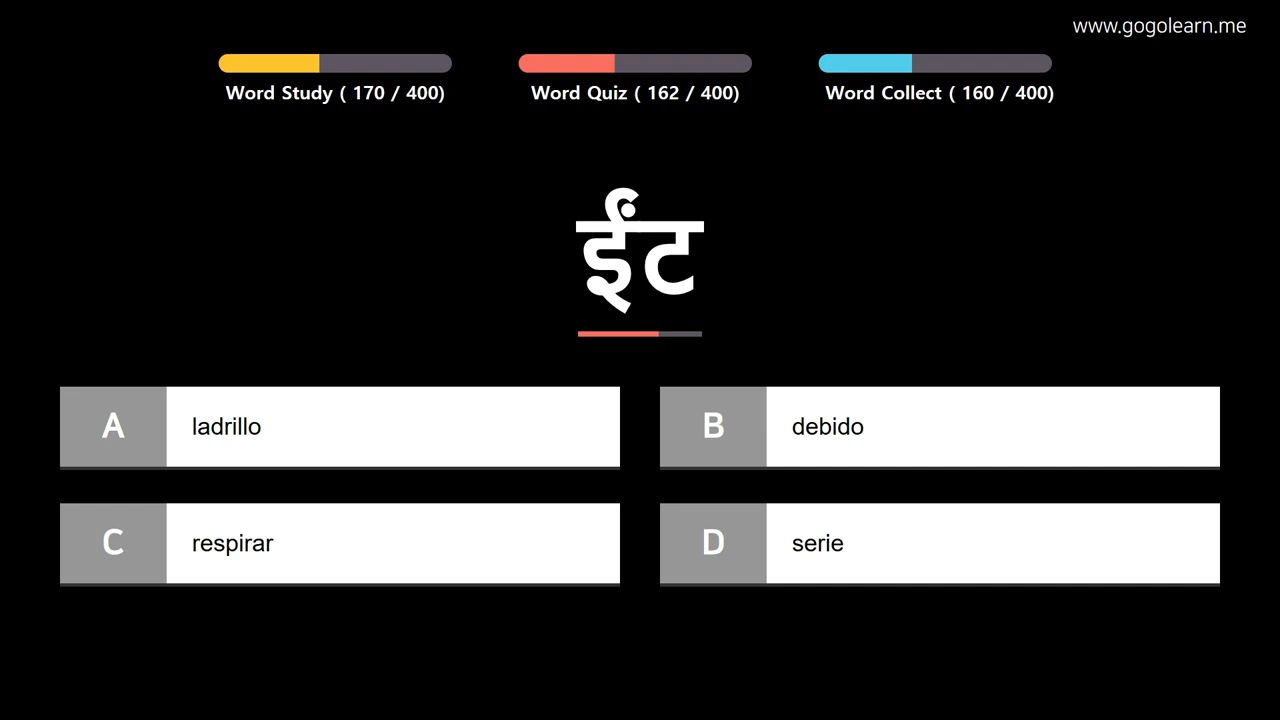 www.gogolearn.me
Word Study ( 170 / 400)
Word Quiz ( 162 / 400)
Word Collect ( 160 / 400)
ईंट
A
ladrillo
B
debido
C
respirar
D
serie